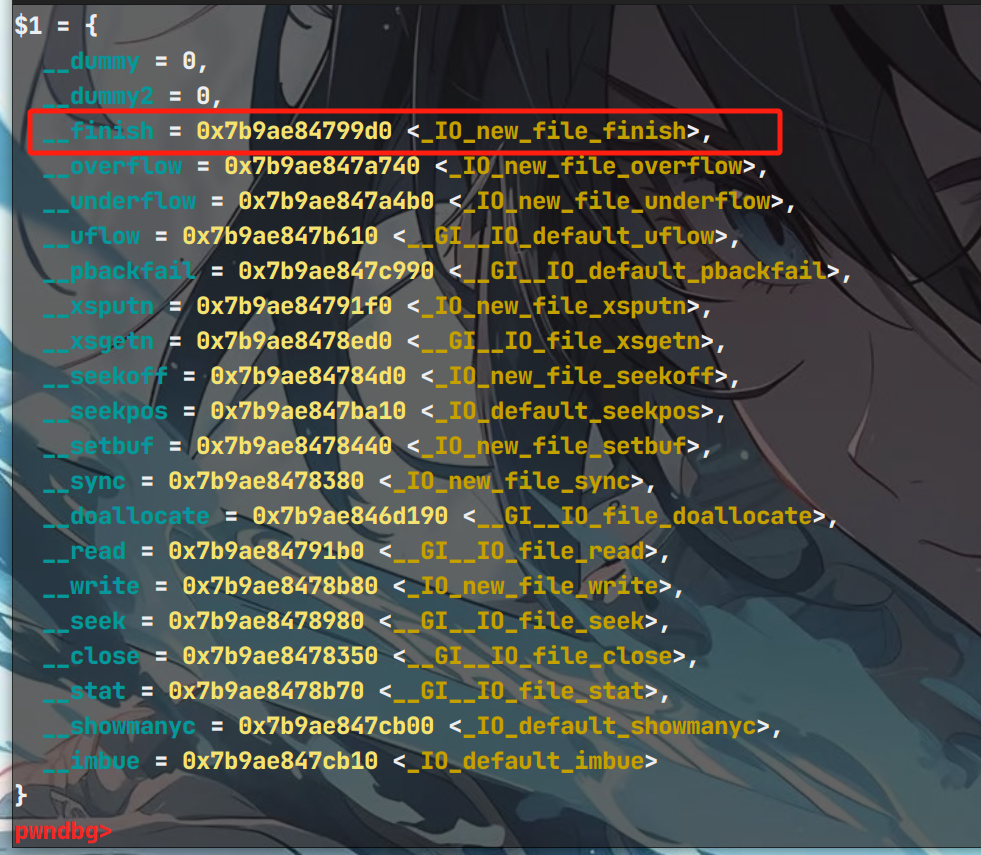 $1 = {
  __dummy = 0,
  __dummy2 = 0,
  __finish = 0x7b9ae84799d0 <_IO_new_file_finish>,
  __overflow = 0x7b9ae847a740 <_IO_new_file_overflow>,
  __underflow = 0x7b9ae847a4b0 <_IO_new_file_underflow>,
  __uflow = 0x7b9ae847b610 <__GI__IO_default_uflow>,
  __pbackfail = 0x7b9ae847c990 <__GI__IO_default_pbackfail>,
  __xsputn = 0x7b9ae84791f0 <_IO_new_file_xsputn>,
  __xsgetn = 0x7b9ae8478ed0 <__GI__IO_file_xsgetn>,
  __seekoff = 0x7b9ae84784d0 <_IO_new_file_seekoff>,
  __seekpos = 0x7b9ae847ba10 <_IO_default_seekpos>,
  __setbuf = 0x7b9ae8478440 <_IO_new_file_setbuf>,
  __sync = 0x7b9ae8478380 <_IO_new_file_sync>,
  __doallocate = 0x7b9ae846d190 <__GI__IO_file_doallocate>,
  __read = 0x7b9ae84791b0 <__GI__IO_file_read>,
  __write = 0x7b9ae8478b80 <_IO_new_file_write>,
  __seek = 0x7b9ae8478980 <__GI__IO_file_seek>,
  __close = 0x7b9ae8478350 <__GI__IO_file_close>,
  __stat = 0x7b9ae8478b70 <__GI__IO_file_stat>,
  __showmanyc = 0x7b9ae847cb00 <_IO_default_showmanyc>,
  __imbue = 0x7b9ae847cb10 <_IO_default_imbue>
}
pwndbg>